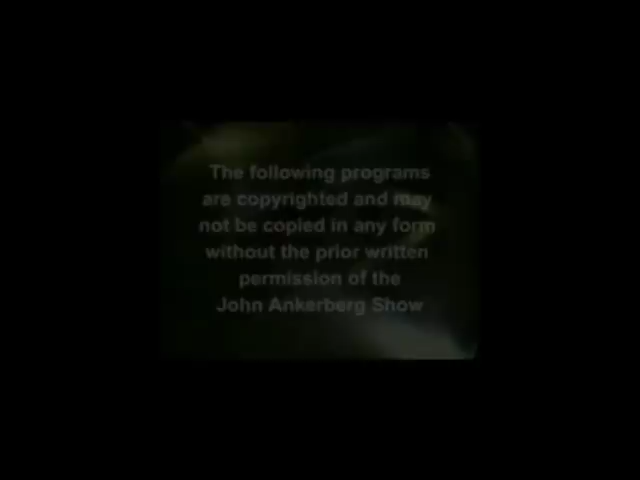 The following programs
are copyrighted and may
not be copied in any form
without the prior written
permission of the
John Ankerberg Show